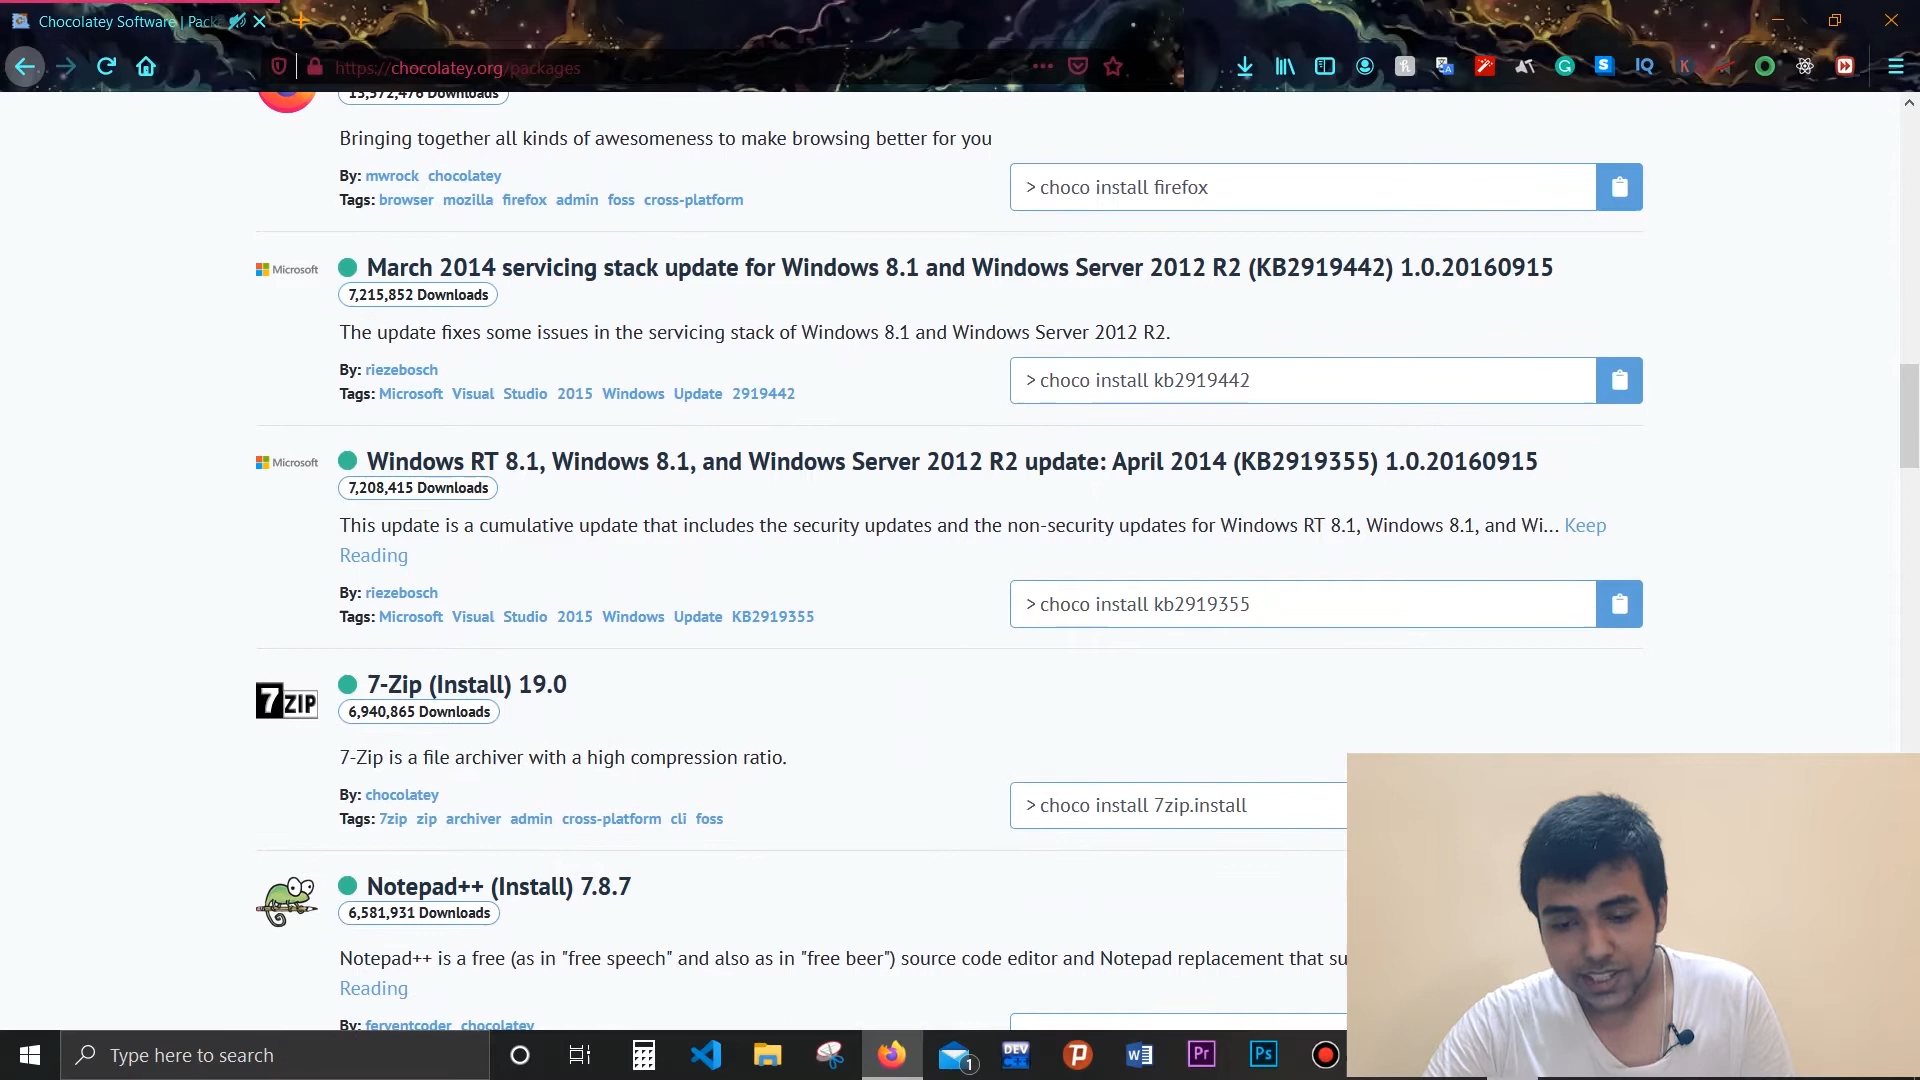 Chocolatey Software | Pack
https://chocolatey.org/packages
13,572,476 Downloads
Bringing together all kinds of awesomeness to make browsing better for you
By: mwrock chocolatey
Tags: browser mozilla firefox admin foss cross-platform
> choco install firefox
Microsoft
March 2014 servicing stack update for Windows 8.1 and Windows Server 2012 R2 (KB2919442) 1.0.20160915
7,215,852 Downloads
The update fixes some issues in the servicing stack of Windows 8.1 and Windows Server 2012 R2.
By: riezebosch
Tags: Microsoft Visual Studio 2015 Windows Update 2919442
> choco install kb2919442
Microsoft
Windows RT 8.1, Windows 8.1, and Windows Server 2012 R2 update: April 2014 (KB2919355) 1.0.20160915
7,208,415 Downloads
This update is a cumulative update that includes the security updates and the non-security updates for Windows RT 8.1, Windows 8.1, and Wi... Keep
Reading
By: riezebosch
Tags: Microsoft Visual Studio 2015 Windows Update KB2919355
> choco install kb2919355
7ZIP
7-Zip (Install) 19.0
6,940,865 Downloads
7-Zip is a file archiver with a high compression ratio.
By: chocolatey
Tags: 7zip zip archiver admin cross-platform cli foss
> choco install 7zip.install
Notepad++ (Install) 7.8.7
6,581,931 Downloads
Notepad++ is a free (as in "free speech" and also as in "free beer") source code editor and Notepad replacement that su
Reading
By: ferventcoder chocolatey
Type here to search
1
DEV
Pr
Ps